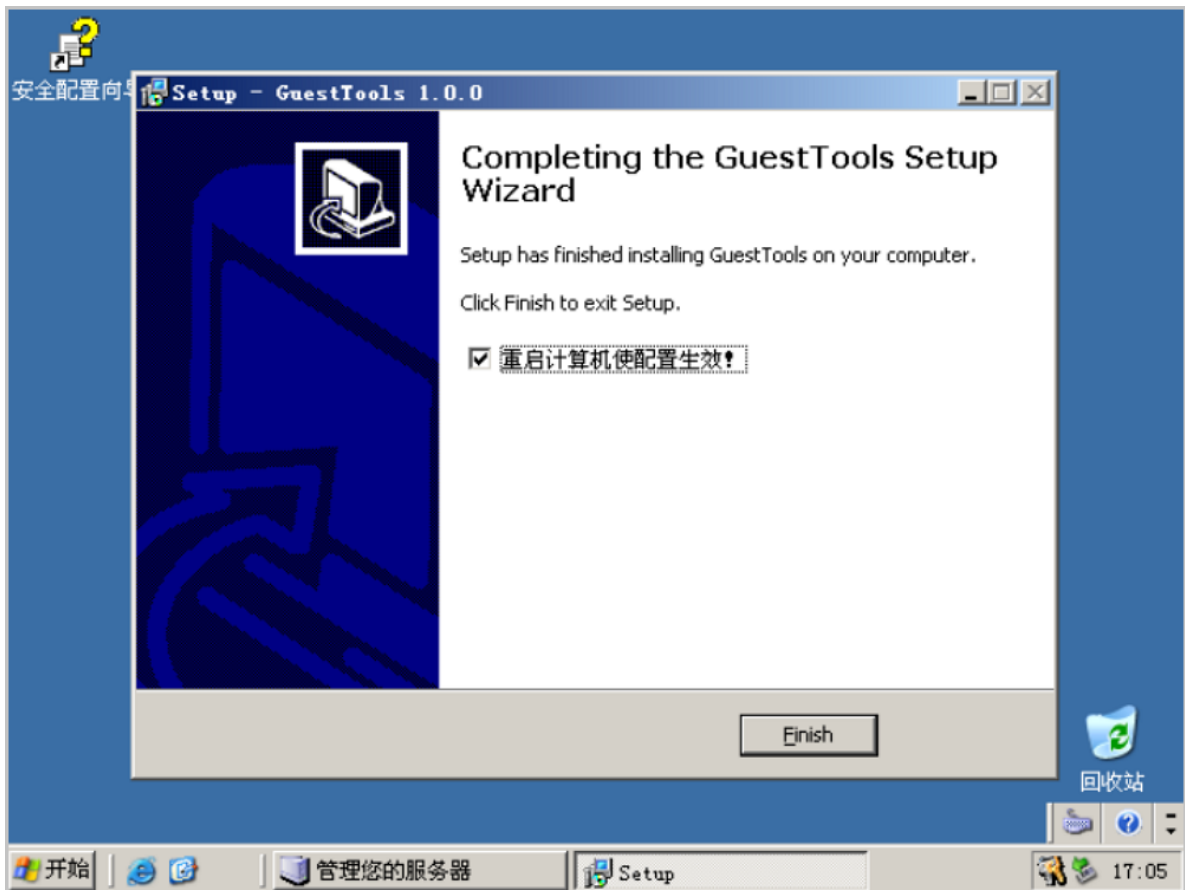 安全配置向
Setup - GuestTools 1.0.0
Completing the GuestTools Setup
Wizard
Setup has finished installing GuestTools on your computer.
Click Finish to exit Setup.
重启计算机使配置生效!
Finish
回收站
开始
管理您的服务器
Setup
17:05